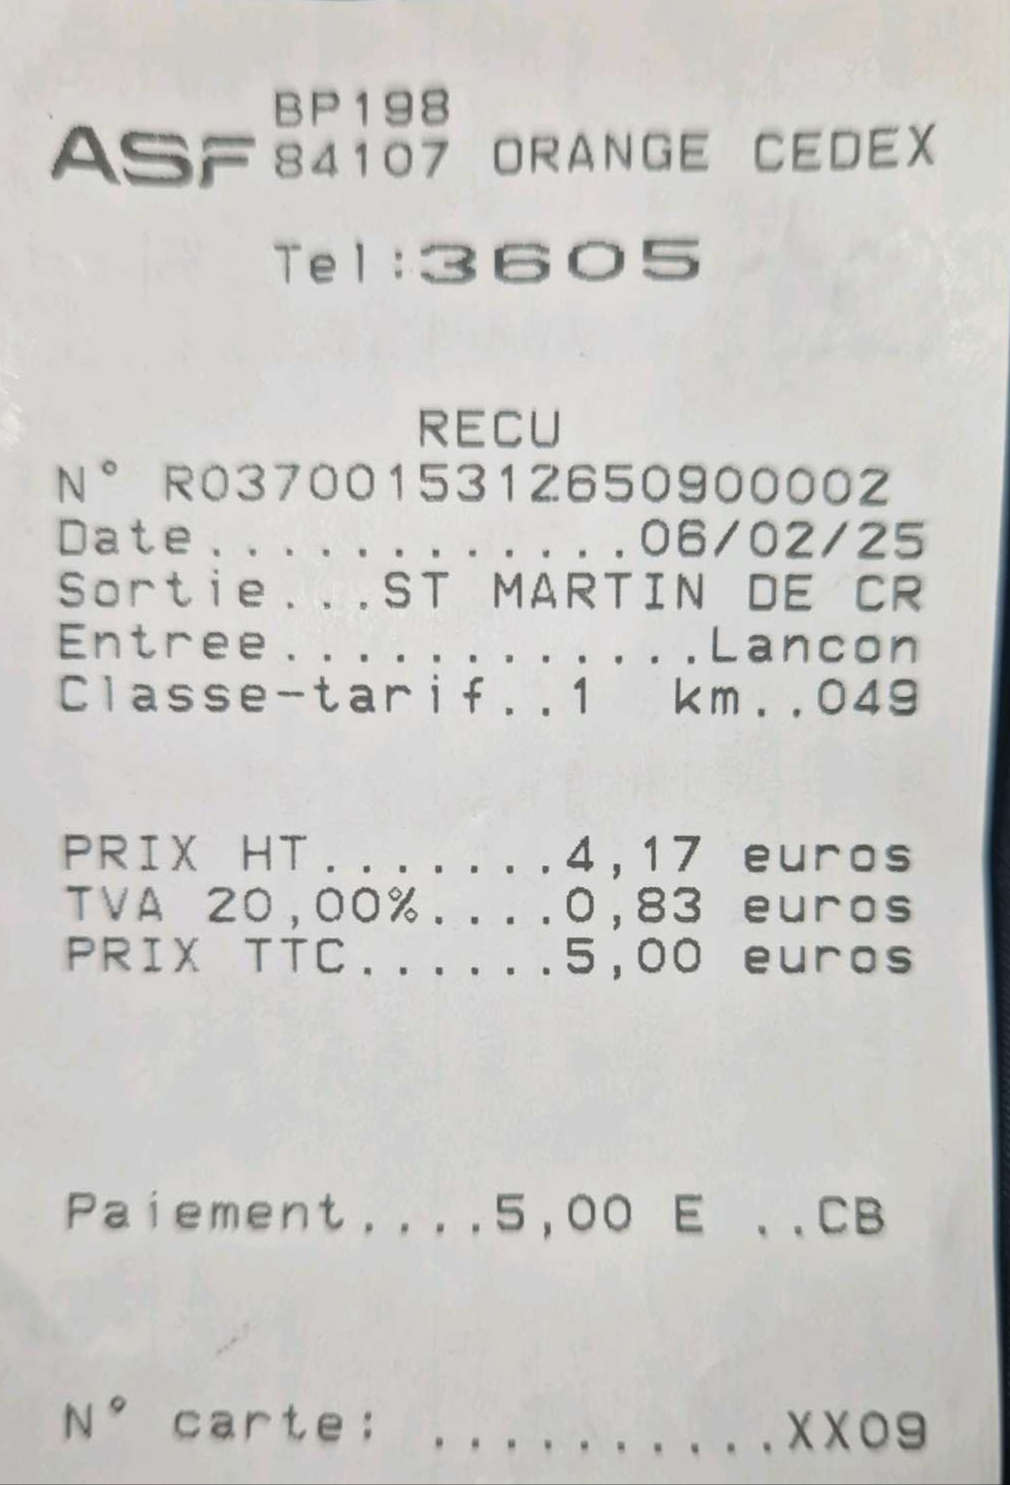 BP198
ASF 84107 ORANGE CEDEX
Tel:3605
RECU
N° R03700153126509000​02
Date............06/02/25
Sortie...ST MARTIN DE CR
Entree............Lancon
Classe-tarif..1 km..049
PRIX HT.......4,17 euros
TVA 20,00%....0,83 euros
PRIX TTC......5,00 euros
Paiement....5,00 E ..CB
N° carte: ..........XX09